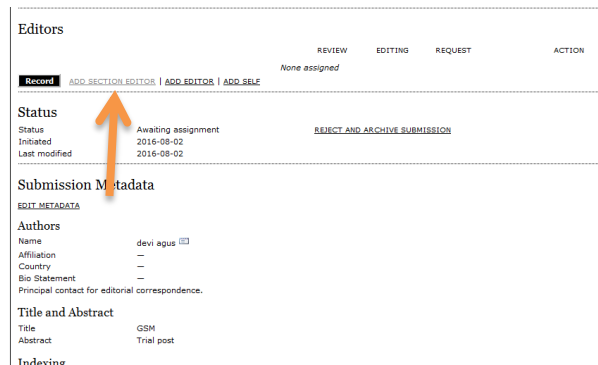 Editors
REVIEW EDITING REQUEST ACTION
None assigned
Record ADD SECTION EDITOR | ADD EDITOR | ADD SELF
Status
Status Awaiting assignment REJECT AND ARCHIVE SUBMISSION
Initiated 2016-08-02
Last modified 2016-08-02
Submission Metadata
EDIT METADATA
Authors
Name devi agus
Affiliation —
Country —
Bio Statement —
Principal contact for editorial correspondence.
Title and Abstract
Title GSM
Abstract Trial post
Indexing